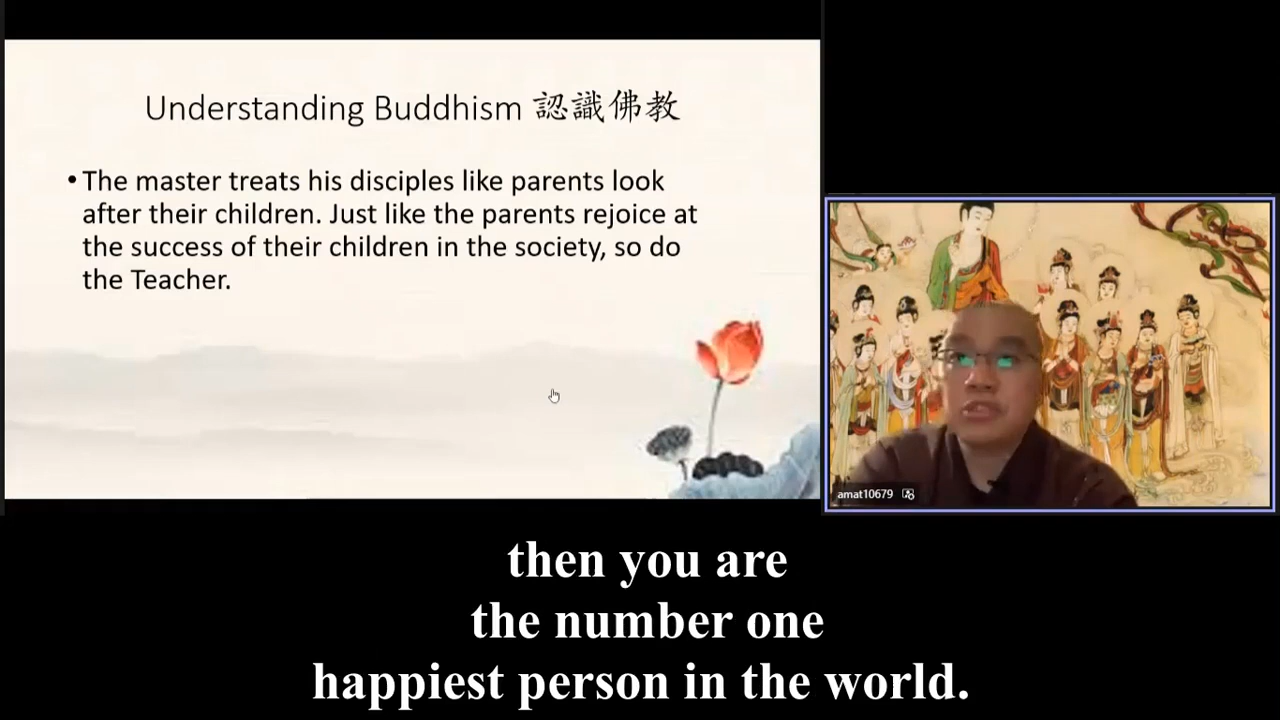 Understanding Buddhism 認識佛教
• The master treats his disciples like parents look
after their children. Just like the parents rejoice at
the success of their children in the society, so do
the Teacher.
amat10679
then you are
the number one
happiest person in the world.